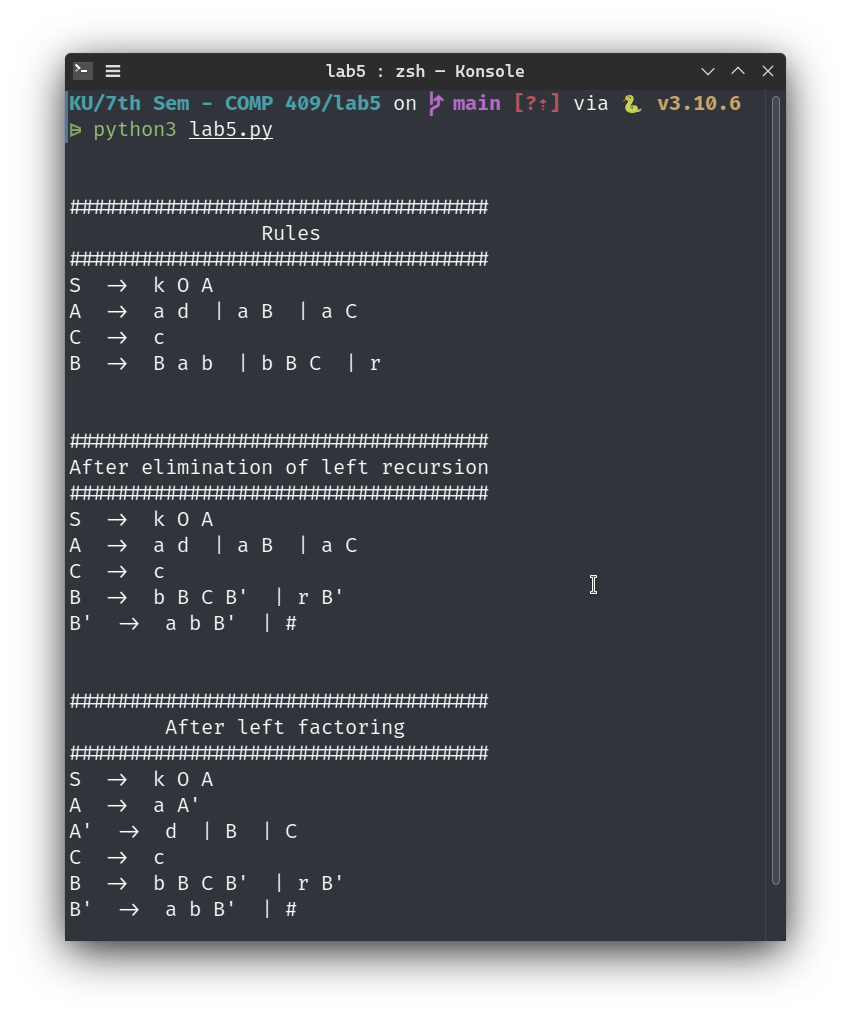 lab5 : zsh — Konsole
KU/7th Sem - COMP 409/lab5 on main [?⇡] via 🐍 v3.10.6
python3 lab5.py
###################################
Rules
###################################
S -> k O A
A -> a d | a B | a C
C -> c
B -> B a b | b B C | r
###################################
After elimination of left recursion
###################################
S -> k O A
A -> a d | a B | a C
C -> c
B -> b B C B' | r B'
B' -> a b B' | #
###################################
After left factoring
###################################
S -> k O A
A -> a A'
A' -> d | B | C
C -> c
B -> b B C B' | r B'
B' -> a b B' | #